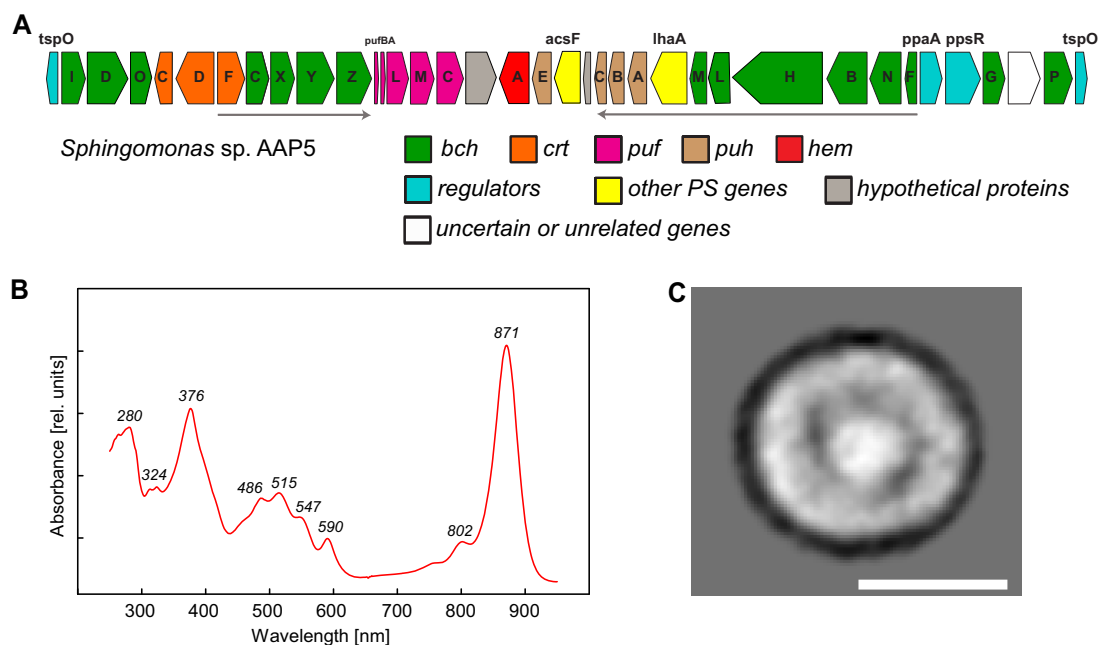 A
tspO pufBA acsF lhaA ppaA ppsR tspO
I D O C D F C X Y Z L M C A E C B A M L H B N F G P
Sphingomonas sp. AAP5
bch crt puf puh hem
regulators other PS genes hypothetical proteins
uncertain or unrelated genes
B
Absorbance [rel. units]
280
324
376
486
515
547
590
802
871
300 400 500 600 700 800 900
Wavelength [nm]
C